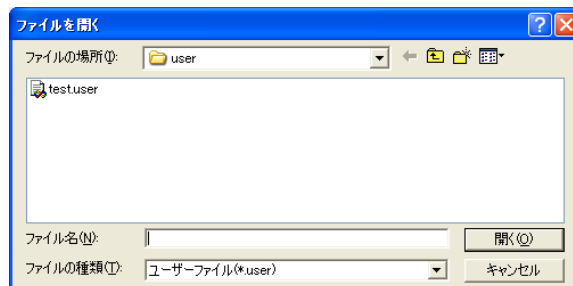 ファイルを開く
ファイルの場所(I):
user
test.user
ファイル名(N):
開く(O)
ファイルの種類(T):
ユーザーファイル(*.user)
キャンセル